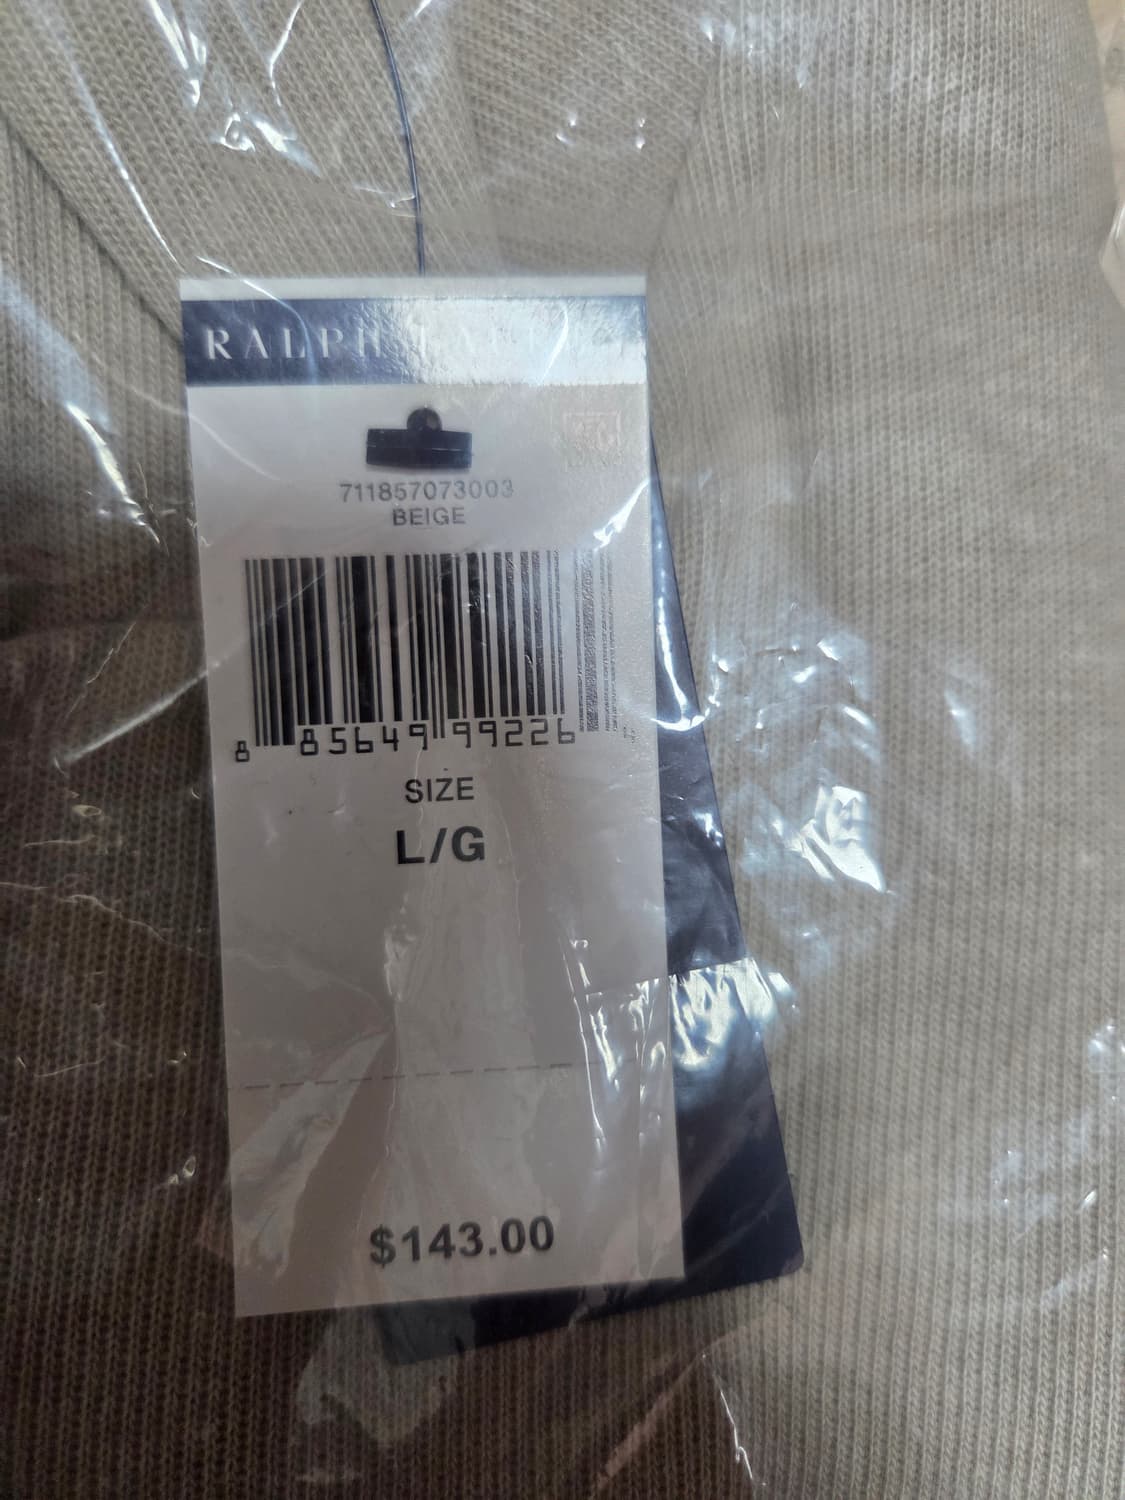 RALPH
711857073003
BEIGE
8 85649 99226
SIZE
L/G
$143.00